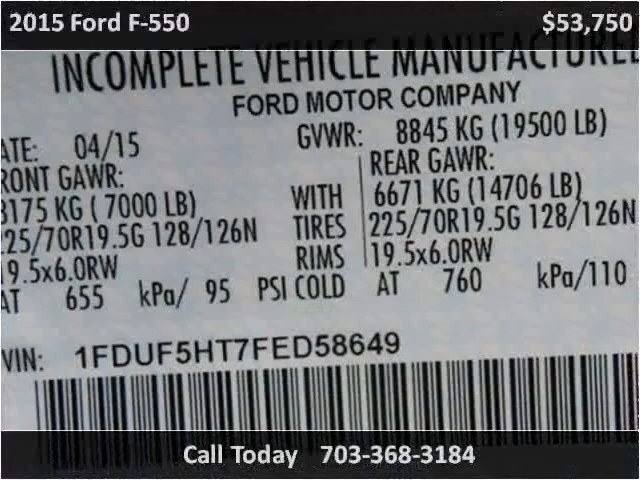 2015 Ford F-550 $53,750
INCOMPLETE VEHICLE MANUFACTURED
FORD MOTOR COMPANY
ATE: 04/15 GVWR: 8845 KG (19500 LB)
RONT GAWR: REAR GAWR:
3175 KG ( 7000 LB) WITH 6671 KG (14706 LB)
225/70R19.5G 128/126N TIRES 225/70R19.5G 128/126N
19.5x6.0RW RIMS 19.5x6.0RW
AT 655 kPa/ 95 PSI COLD AT 760 kPa/110
VIN: 1FDUF5HT7FED58649
Call Today 703-368-3184